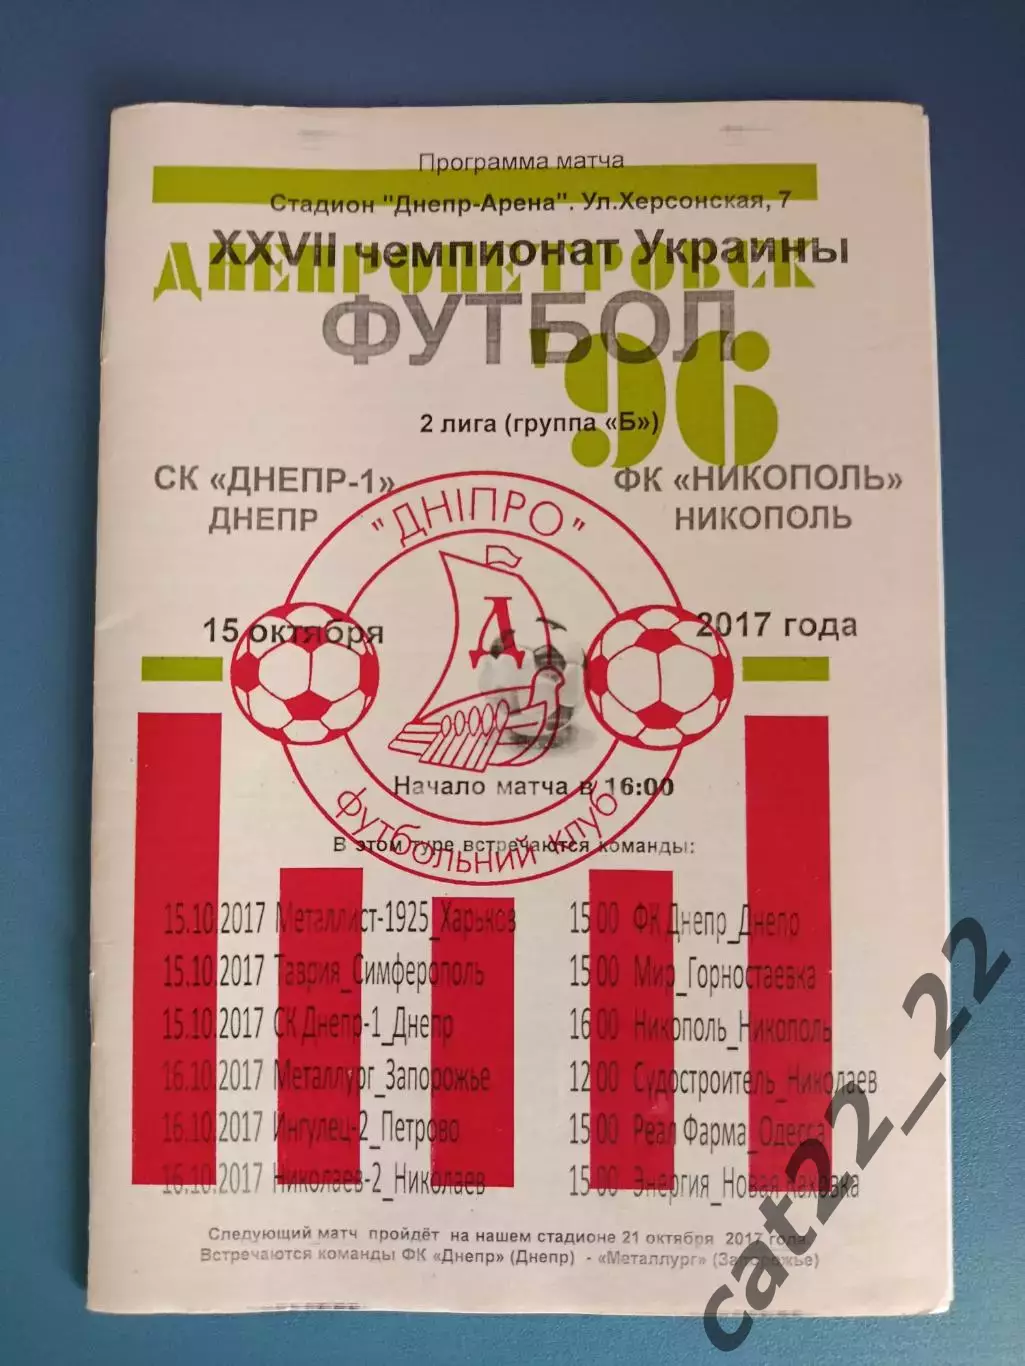 Программа матча
Стадион "Днепр-Арена". Ул.Херсонская, 7
XXVII чемпионат Украины
ДНЕПРОПЕТРОВСК
ФУТБОЛ
'96
2 лига (группа «Б»)
СК «ДНЕПР-1» ФК «НИКОПОЛЬ»
ДНЕПР НИКОПОЛЬ
"ДНІПРО"
Д
15 октября 2017 года
Начало матча в 16:00
ФУТБОЛЬНИЙ КЛУБ
В этом туре встречаются команды:
15.10.2017 Металлист-1925_Харьков 15 00 ФК Днепр_Днепр
15.10.2017 Таврия_Симферополь 15 00 Мир_Горностаевка
15.10.2017 СК Днепр-1_Днепр 16 00 Никополь_Никополь
16.10.2017 Металлург_Запорожье 12 00 Судостроитель_Николаев
16.10.2017 Ингулец-2_Петрово 15 00 Реал Фарма_Одесса
16.10.2017 Николаев-2_Николаев 15 00 Энергия_Новая Каховка
Следующий матч пройдёт на нашем стадионе 21 октября 2017 года
Встречаются команды ФК «Днепр» (Днепр) - «Металлург» (Запорожье)
cat22_22